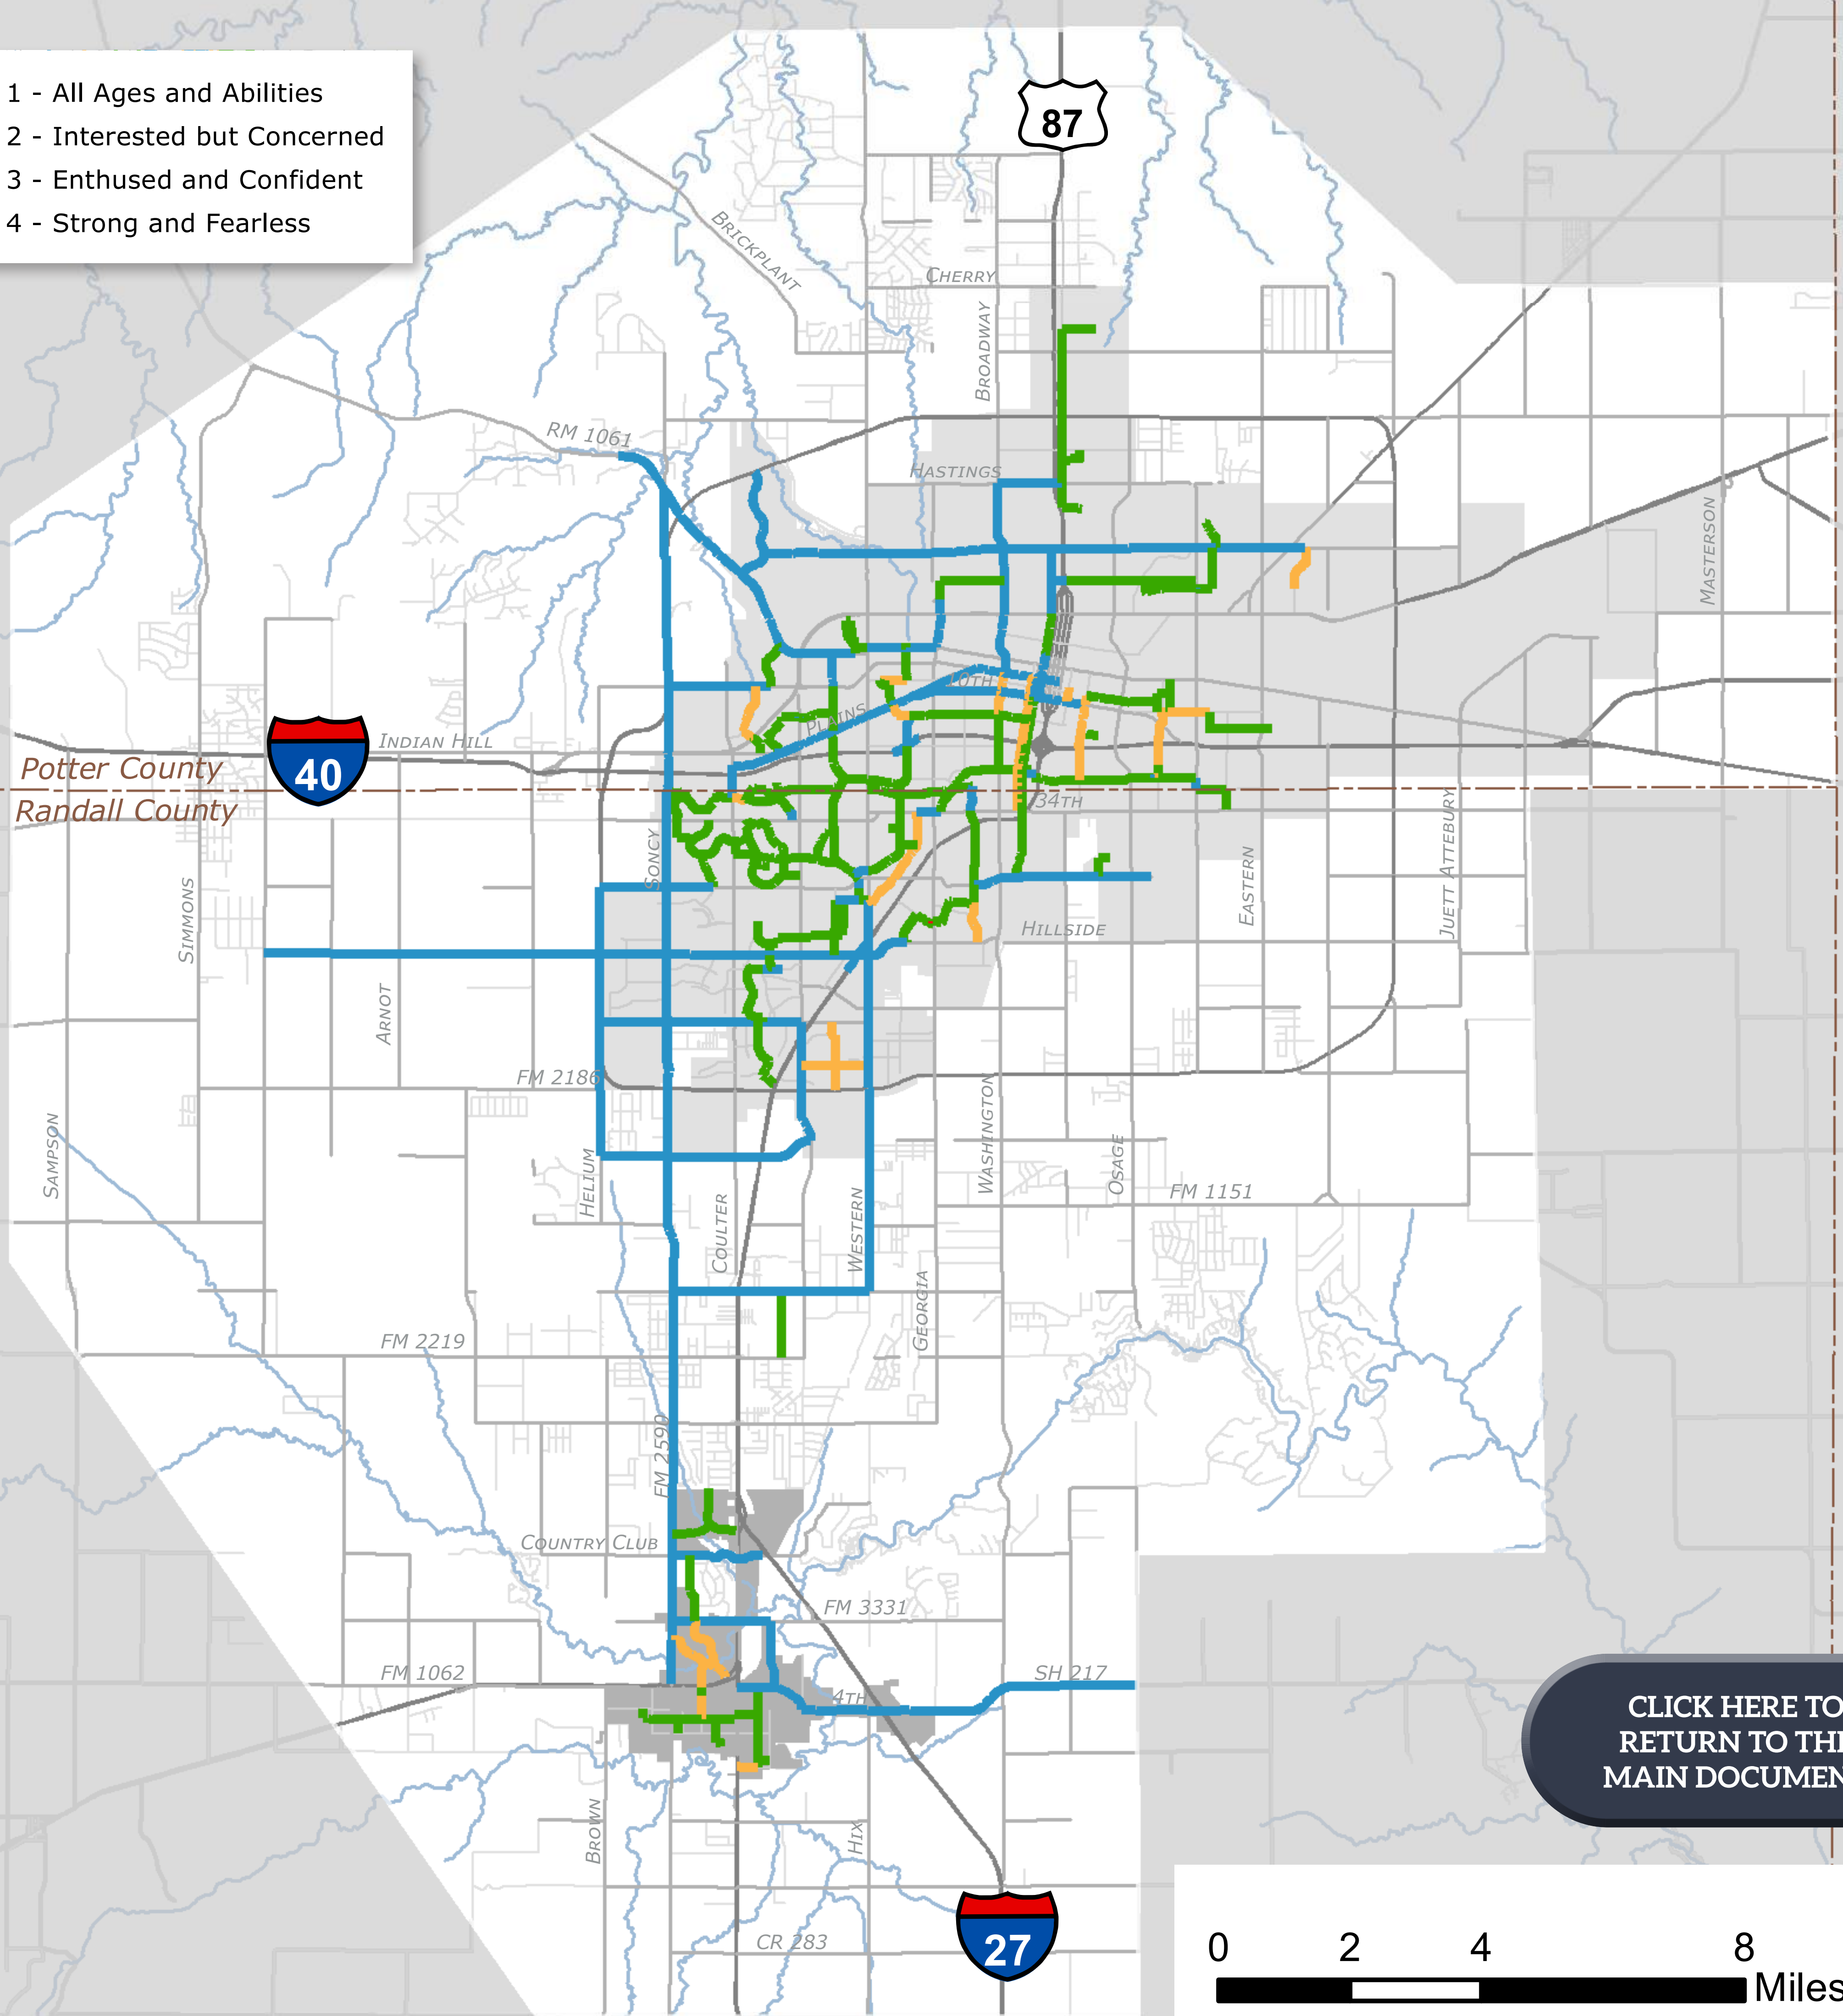 1 - All Ages and Abilities
2 - Interested but Concerned
3 - Enthused and Confident
4 - Strong and Fearless
87
BRICKPLANT
CHERRY
BROADWAY
RM 1061
HASTINGS
MASTERSON
10TH
PLAINS
INDIAN HILL
40
Potter County
Randall County
34TH
SONCY
SIMMONS
EASTERN
JUETT ATTEBURY
HILLSIDE
ARNOT
FM 2186
SAMPSON
HELIUM
WASHINGTON
OSAGE
FM 1151
COULTER
WESTERN
GEORGIA
FM 2219
FM 2590
COUNTRY CLUB
FM 3331
FM 1062
SH 217
4TH
CLICK HERE TO
RETURN TO TH
MAIN DOCUMEN
BROWN
HIX
27
CR 283
0 2 4 8
Miles